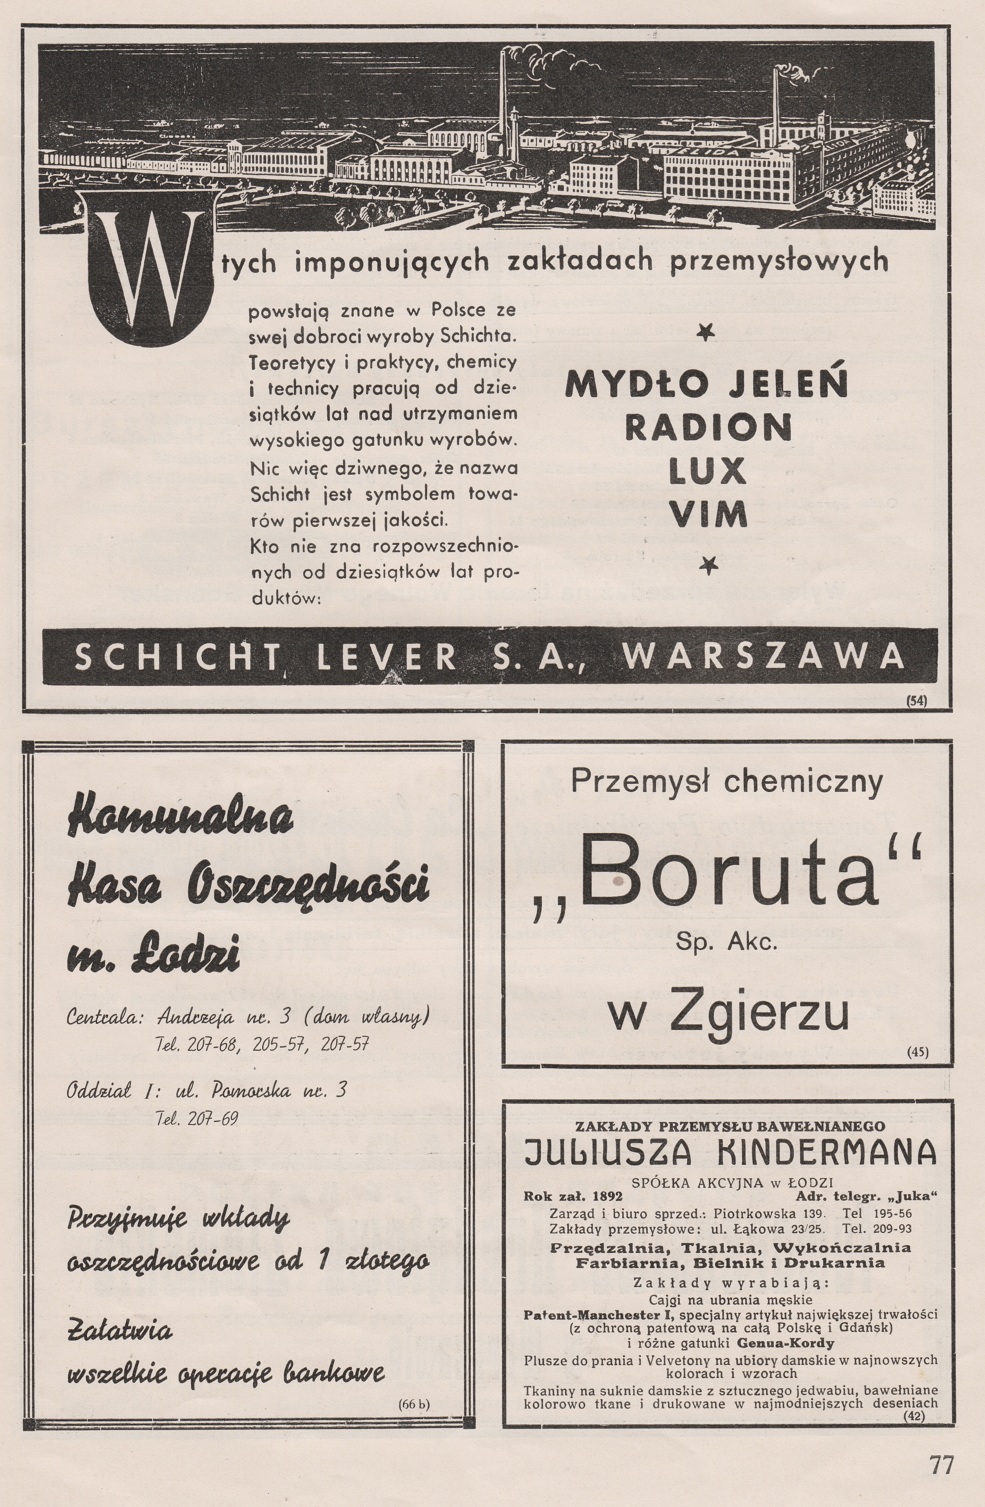 W tych imponujących zakładach przemysłowych
powstają znane w Polsce ze
swej dobroci wyroby Schichta.
Teoretycy i praktycy, chemicy
i technicy pracują od dzie-
siątków lat nad utrzymaniem
wysokiego gatunku wyrobów.
Nic więc dziwnego, że nazwa
Schicht jest symbolem towa-
rów pierwszej jakości.
Kto nie zna rozpowszechnio-
nych od dziesiątków lat pro-
duktów:
MYDŁO JELEŃ
RADION
LUX
VIM
SCHICHT LEVER S. A., WARSZAWA
(54)
Komunalna
Kasa Oszczędności
m. Łodzi
Centrala: Andrzeja nr. 3 (dom własny)
Tel. 207-68, 205-57, 207-57
Oddział I: ul. Pomorska nr. 3
Tel. 207-69
Przyjmuje wkłady
oszczędnościowe od 1 złotego
Załatwia
wszelkie operacje bankowe
(66 b)
Przemysł chemiczny
„Boruta“
Sp. Akc.
w Zgierzu
(45)
ZAKŁADY PRZEMYSŁU BAWEŁNIANEGO
JULIUSZA KINDERMANA
SPÓŁKA AKCYJNA w ŁODZI
Rok zał. 1892 Adr. telegr. „Juka“
Zarząd i biuro sprzed.: Piotrkowska 139. Tel 195-56
Zakłady przemysłowe: ul. Łąkowa 23/25. Tel. 209-93
Przędzalnia, Tkalnia, Wykończalnia
Farbiarnia, Bielnik i Drukarnia
Zakłady wyrabiają:
Cajgi na ubrania męskie
Patent-Manchester I, specjalny artykuł największej trwałości
(z ochroną patentową na całą Polskę i Gdańsk)
i różne gatunki Genua-Kordy
Plusze do prania i Velvetony na ubiory damskie w najnowszych
kolorach i wzorach
Tkaniny na suknie damskie z sztucznego jedwabiu, bawełniane
kolorowo tkane i drukowane w najmodniejszych deseniach
(42)
77